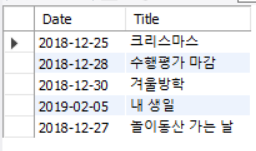 Date Title
2018-12-25 크리스마스
2018-12-28 수행평가 마감
2018-12-30 겨울방학
2019-02-05 내 생일
2018-12-27 놀이동산 가는 날